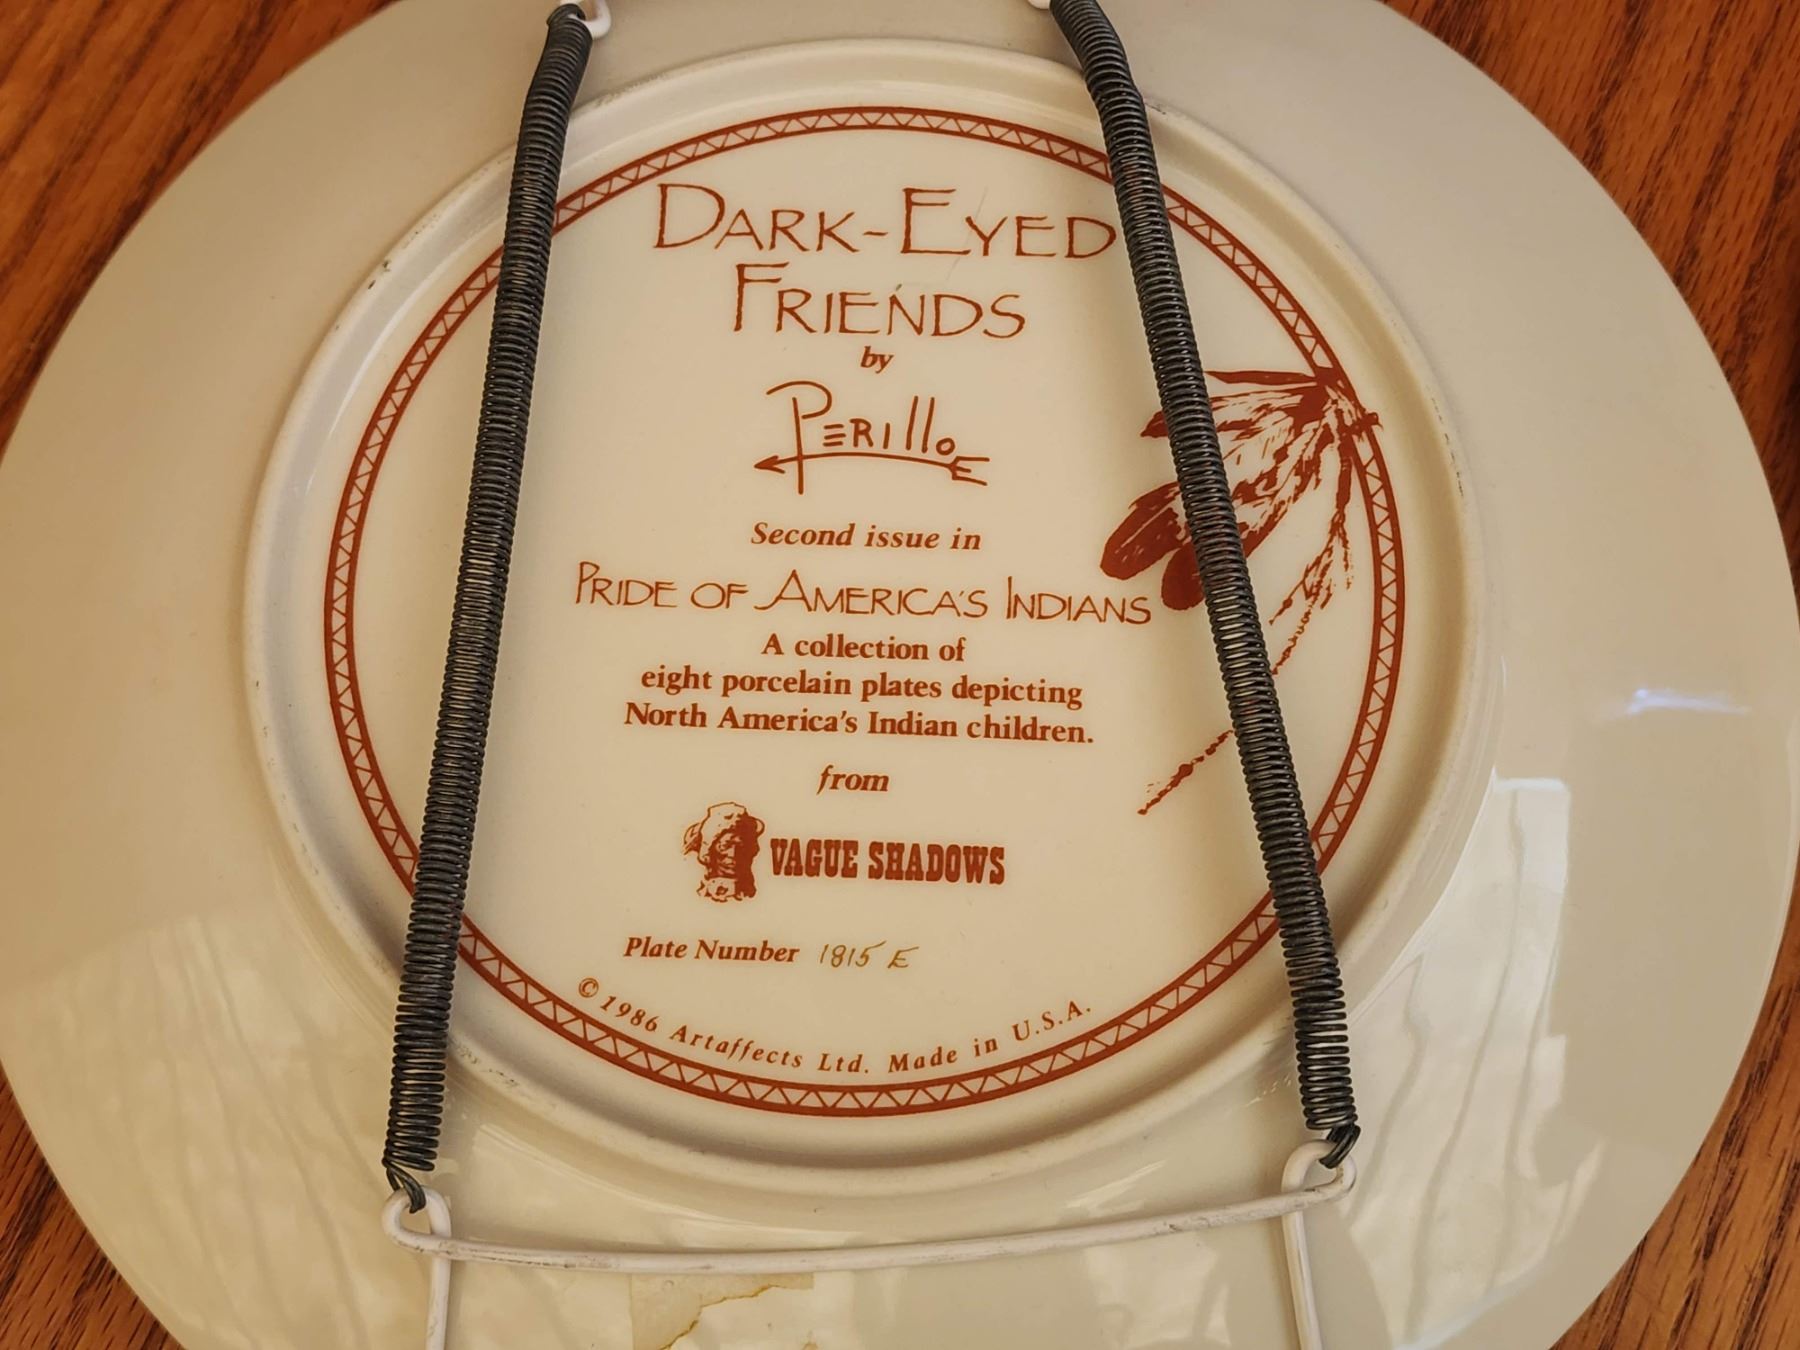 DARK-EYED
FRIENDS
by
PERILLO
Second issue in
PRIDE OF AMERICA'S INDIANS
A collection of
eight porcelain plates depicting
North America's Indian children.
from
VAGUE SHADOWS
Plate Number 1815 E
© 1986 Artaffects Ltd. Made in U.S.A.